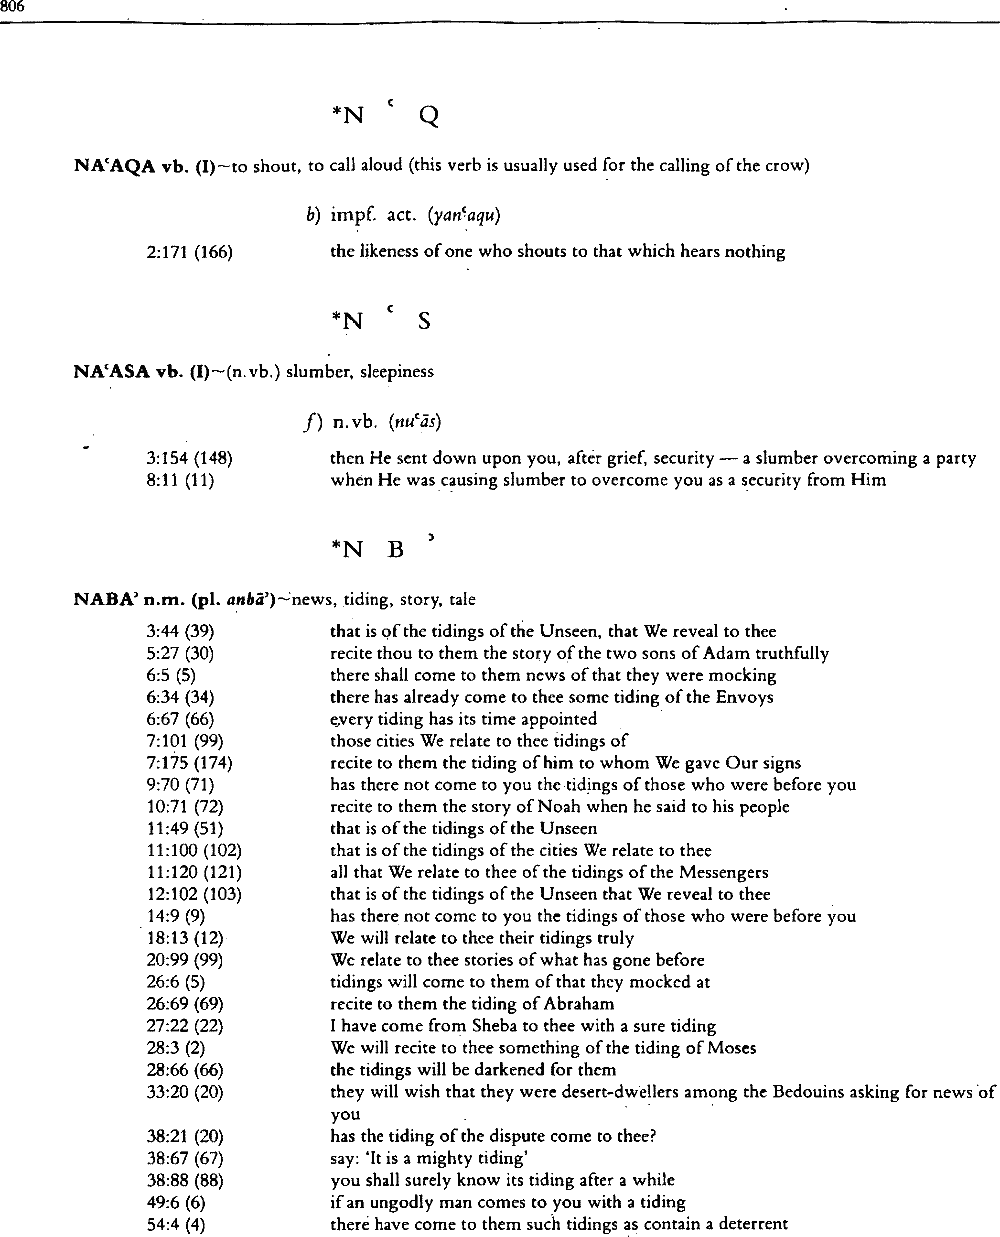 806
*N ʿ Q
NAʿAQA vb. (I)~to shout, to call aloud (this verb is usually used for the calling of the crow)
b) impf. act. (yanʿaqu)
2:171 (166) the likeness of one who shouts to that which hears nothing
*N ʿ S
NAʿASA vb. (I)~(n.vb.) slumber, sleepiness
f) n.vb. (nuʿās)
3:154 (148) then He sent down upon you, after grief, security — a slumber overcoming a party
8:11 (11) when He was causing slumber to overcome you as a security from Him
*N B ʾ
NABAʾ n.m. (pl. anbāʾ)~news, tiding, story, tale
3:44 (39) that is of the tidings of the Unseen, that We reveal to thee
5:27 (30) recite thou to them the story of the two sons of Adam truthfully
6:5 (5) there shall come to them news of that they were mocking
6:34 (34) there has already come to thee some tiding of the Envoys
6:67 (66) every tiding has its time appointed
7:101 (99) those cities We relate to thee tidings of
7:175 (174) recite to them the tiding of him to whom We gave Our signs
9:70 (71) has there not come to you the tidings of those who were before you
10:71 (72) recite to them the story of Noah when he said to his people
11:49 (51) that is of the tidings of the Unseen
11:100 (102) that is of the tidings of the cities We relate to thee
11:120 (121) all that We relate to thee of the tidings of the Messengers
12:102 (103) that is of the tidings of the Unseen that We reveal to thee
14:9 (9) has there not come to you the tidings of those who were before you
18:13 (12) We will relate to thee their tidings truly
20:99 (99) We relate to thee stories of what has gone before
26:6 (5) tidings will come to them of that they mocked at
26:69 (69) recite to them the tiding of Abraham
27:22 (22) I have come from Sheba to thee with a sure tiding
28:3 (2) We will recite to thee something of the tiding of Moses
28:66 (66) the tidings will be darkened for them
33:20 (20) they will wish that they were desert-dwellers among the Bedouins asking for news of
you
38:21 (20) has the tiding of the dispute come to thee?
38:67 (67) say: 'It is a mighty tiding'
38:88 (88) you shall surely know its tiding after a while
49:6 (6) if an ungodly man comes to you with a tiding
54:4 (4) there have come to them such tidings as contain a deterrent